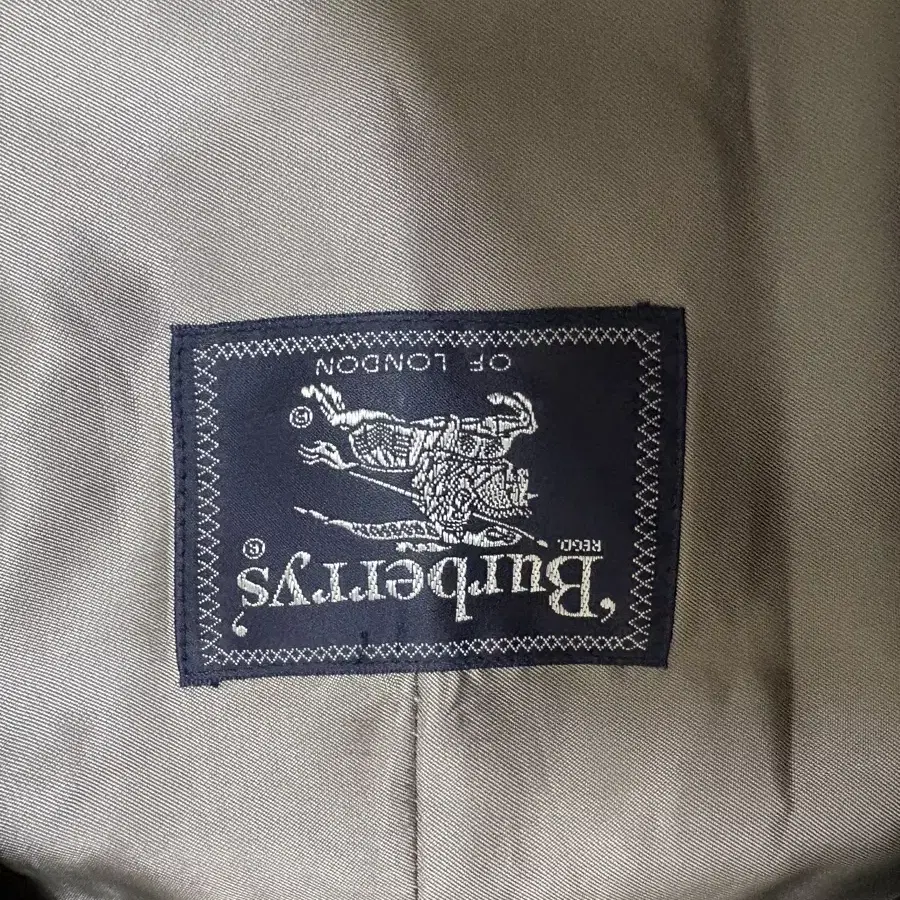 'Burberrys'®
REGD.
®
OF LONDON